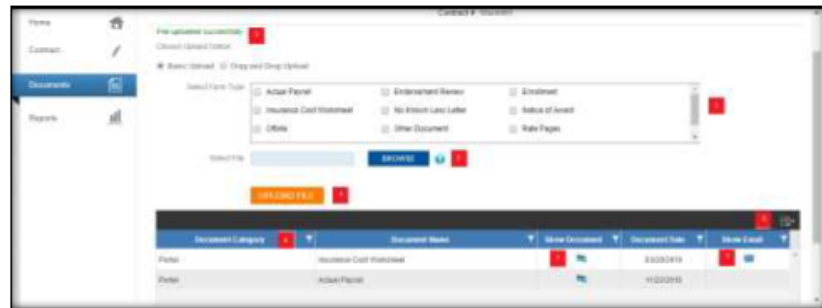 Home
Contract #
File uploaded successfully
Contract
Choose Upload Option
Basic Upload Drag and Drop Upload
Documents
Select Form Type
Actual Payroll Endorsement Review Enrollment
Insurance Cost Worksheet No Known Loss Letter Notice of Award
Offsite Other Document Rate Pages
Reports
Select File BROWSE
UPLOAD FILE
Document Category Document Name Show Document Document Date Show Email
Portal Insurance Cost Worksheet
Portal Actual Payroll